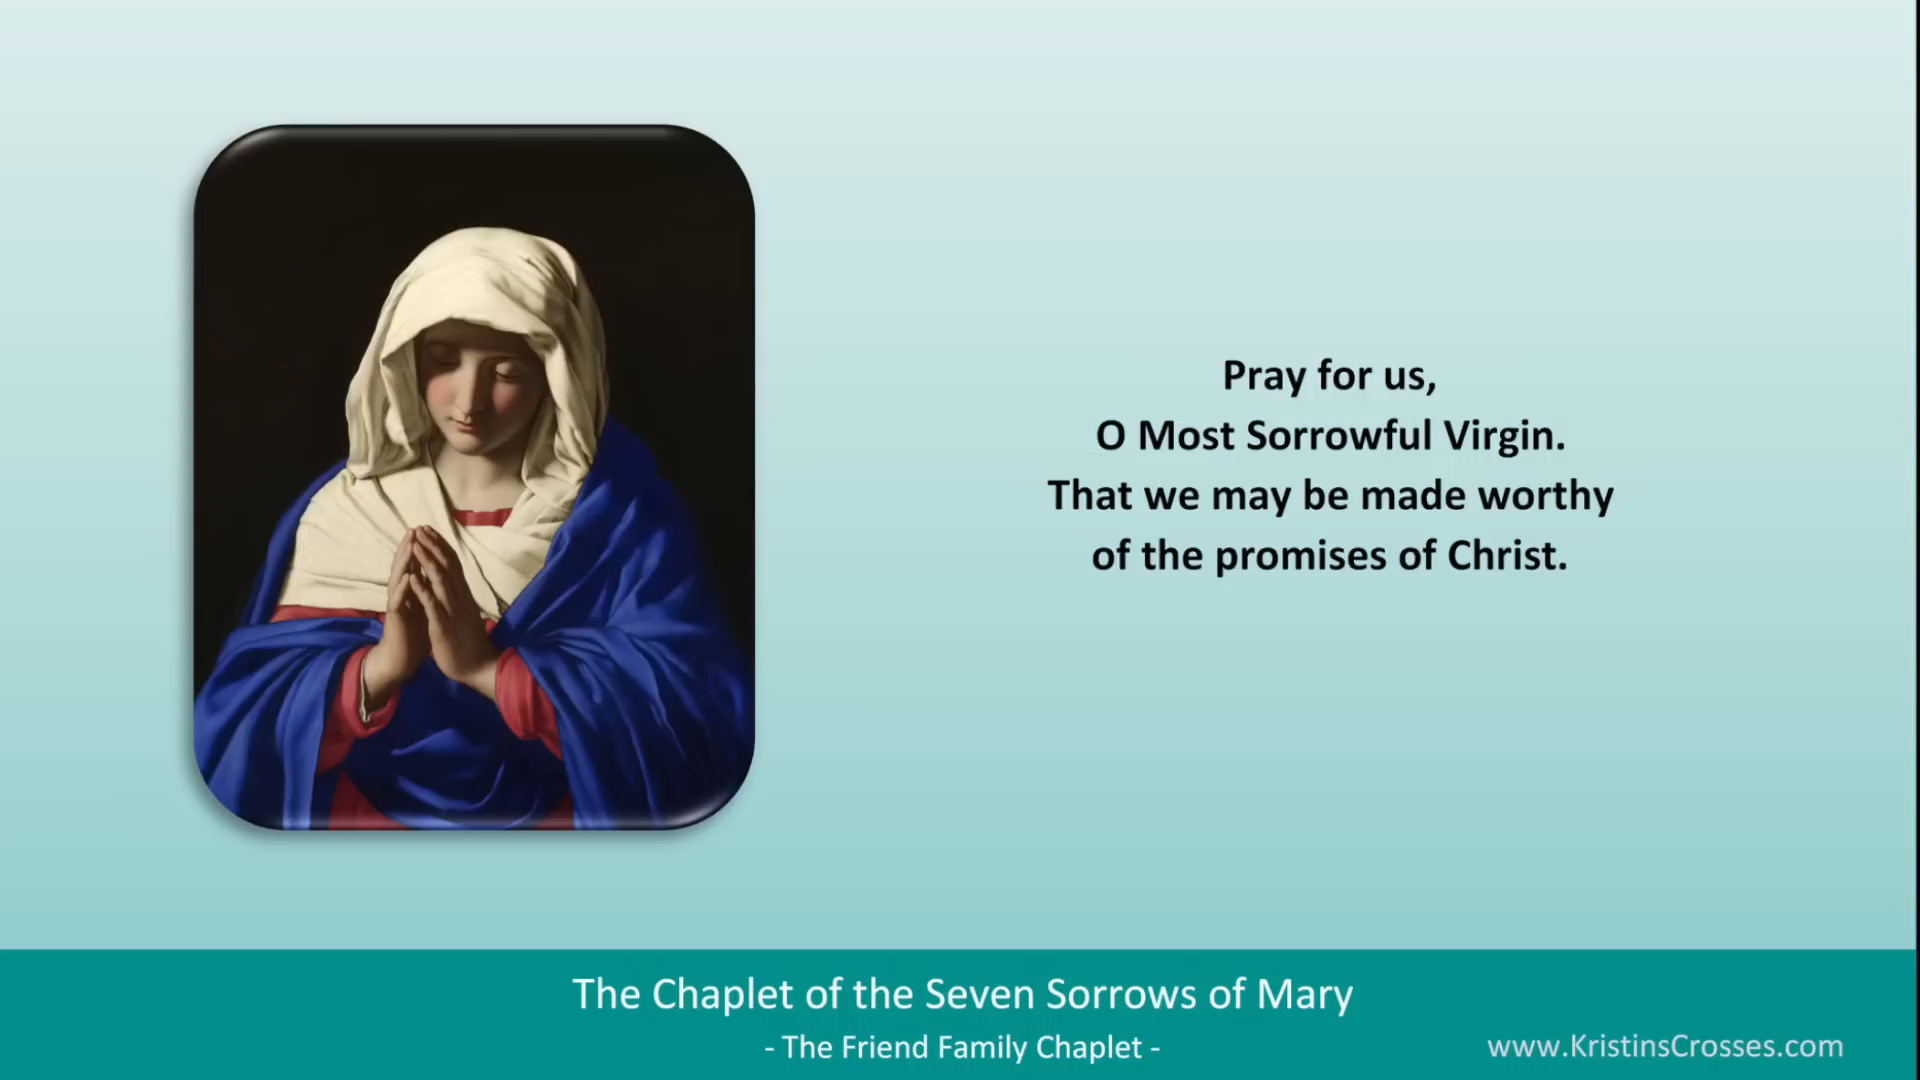 Pray for us,
O Most Sorrowful Virgin.
That we may be made worthy
of the promises of Christ.
The Chaplet of the Seven Sorrows of Mary
- The Friend Family Chaplet -
www.KristinsCrosses.com